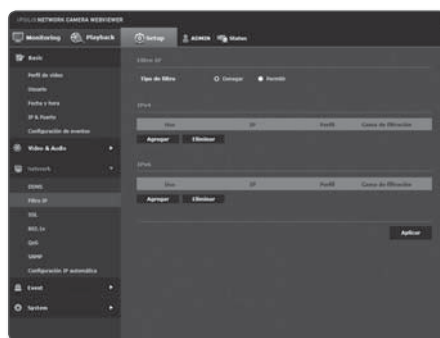 iPOLiS NETWORK CAMERA WEBVIEWER
Monitoring Playback Setup ADMIN Status
Basic
Perfil de vídeo
Usuario
Fecha y hora
IP & Puerto
Configuración de eventos
Video & Audio
Network
DDNS
Filtro IP
SSL
802.1x
QoS
SNMP
Configuración IP automática
Event
System
Filtro IP
Tipo de filtro Denegar Permitir
IPv4
Uso IP Perfil Gama de filtración
Agregar Eliminar
IPv6
Uso IP Perfil Gama de filtración
Agregar Eliminar
Aplicar